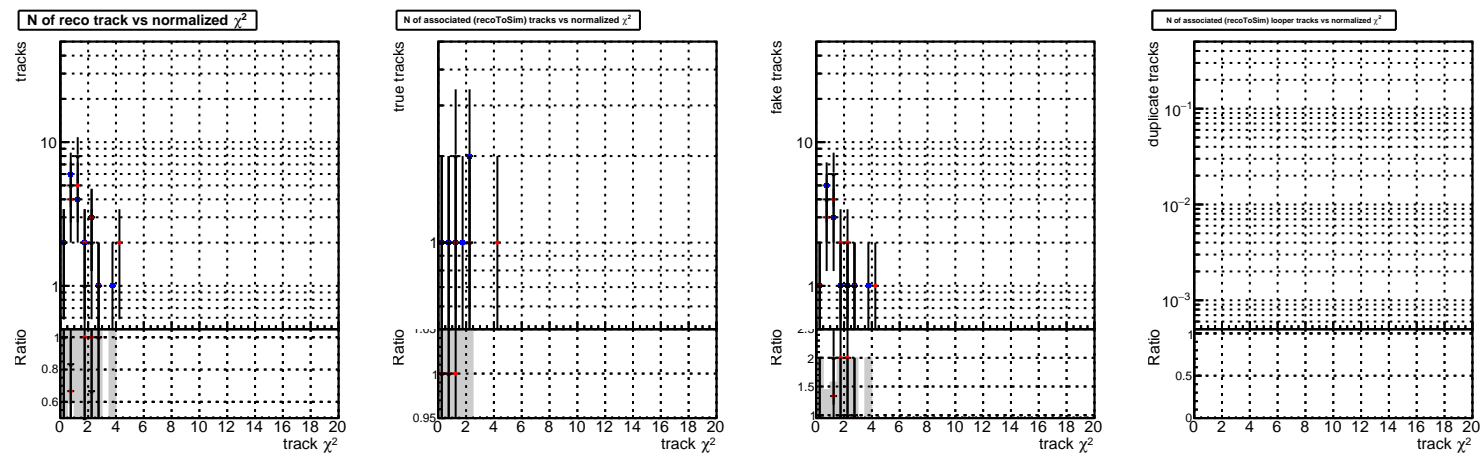 N of reco track vs normalized χ²
tracks
10
1
Ratio
1
0.8
0.6
0 2 4 6 8 10 12 14 16 18 20
track χ²
N of associated (recoToSim) tracks vs normalized χ²
true tracks
1
Ratio
1.05
1
0.95
0 2 4 6 8 10 12 14 16 18 20
track χ²
fake tracks
10
1
Ratio
2.5
2
1.5
1
0 2 4 6 8 10 12 14 16 18 20
track χ²
N of associated (recoToSim) looper tracks vs normalized χ²
duplicate tracks
10⁻¹
10⁻²
10⁻³
Ratio
1
0.5
0
0 2 4 6 8 10 12 14 16 18 20
track χ²